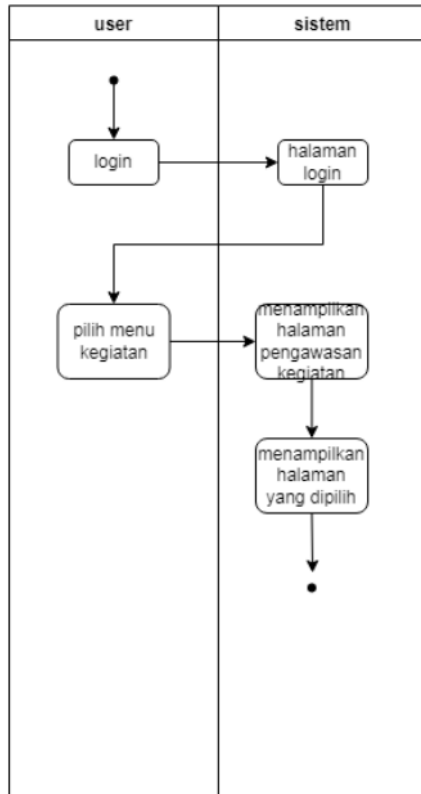 user
sistem
login
halaman
login
pilih menu
kegiatan
menampilkan
halaman
pengawasan
kegiatan
menampilkan
halaman
yang dipilih